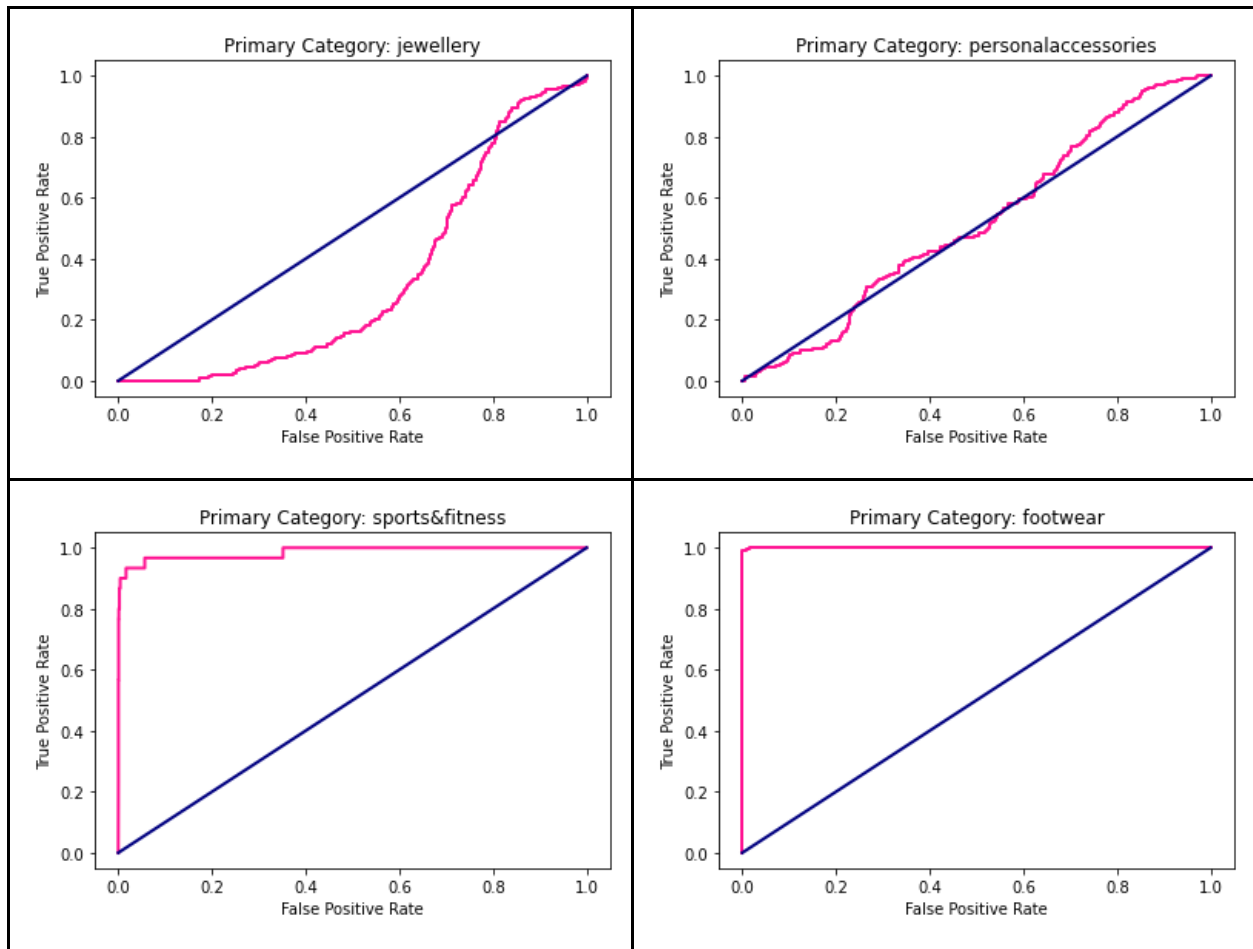 Primary Category: jewellery
1.0
0.8
0.6
0.4
0.2
0.0
True Positive Rate
0.0 0.2 0.4 0.6 0.8 1.0
False Positive Rate
Primary Category: personalaccessories
1.0
0.8
0.6
0.4
0.2
0.0
True Positive Rate
0.0 0.2 0.4 0.6 0.8 1.0
False Positive Rate
Primary Category: sports&fitness
1.0
0.8
0.6
0.4
0.2
0.0
True Positive Rate
0.0 0.2 0.4 0.6 0.8 1.0
False Positive Rate
Primary Category: footwear
1.0
0.8
0.6
0.4
0.2
0.0
True Positive Rate
0.0 0.2 0.4 0.6 0.8 1.0
False Positive Rate